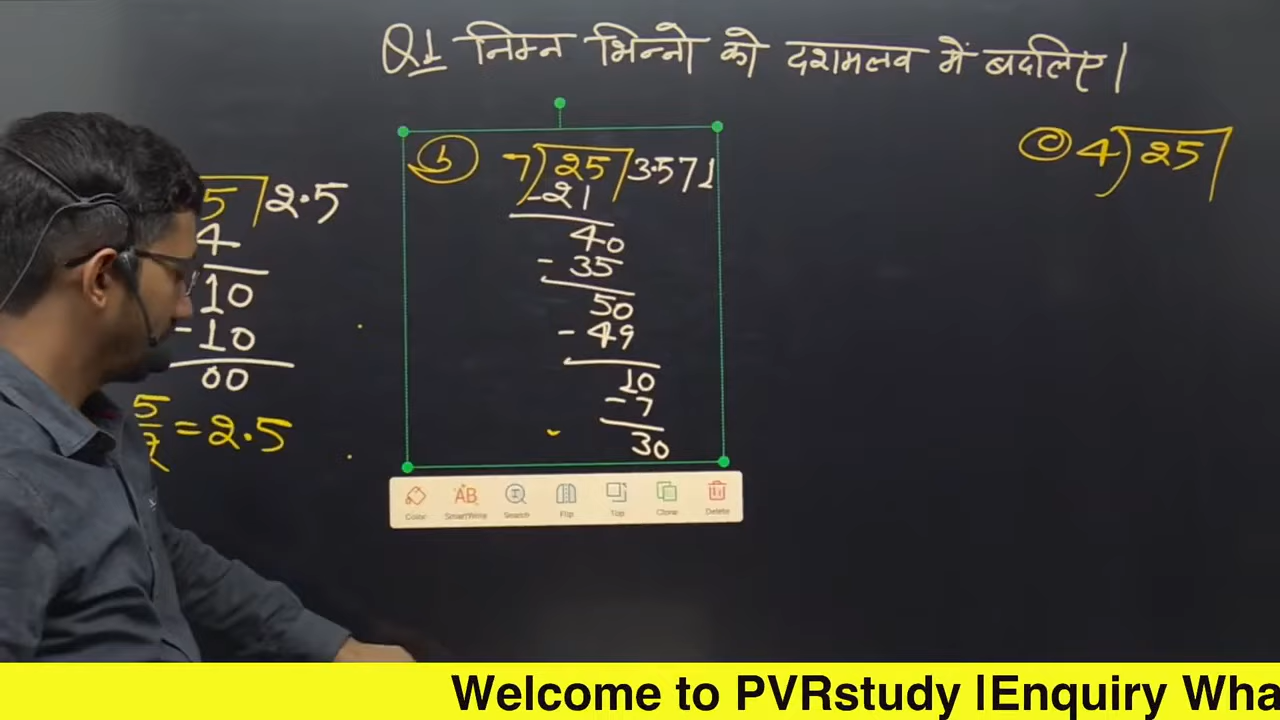 Q1 निम्न भिन्नो को दशमलव में बदलिए।
5 2.5
4
10
-10
00
5/2 = 2.5
b 7) 25 3.571
-21
40
- 35
50
- 49
10
- 7
30
c 4) 25
Color SmartWrite Search Flip Top Clone Delete
Welcome to PVRstudy |Enquiry Wha